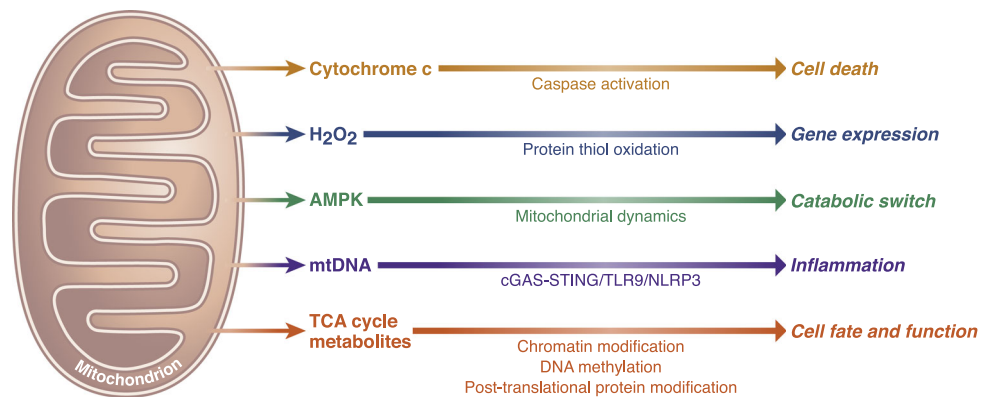 Cytochrome c
Caspase activation
Cell death
H₂O₂
Protein thiol oxidation
Gene expression
AMPK
Mitochondrial dynamics
Catabolic switch
mtDNA
cGAS-STING/TLR9/NLRP3
Inflammation
TCA cycle
metabolites
Chromatin modification
DNA methylation
Post-translational protein modification
Cell fate and function
Mitochondrion